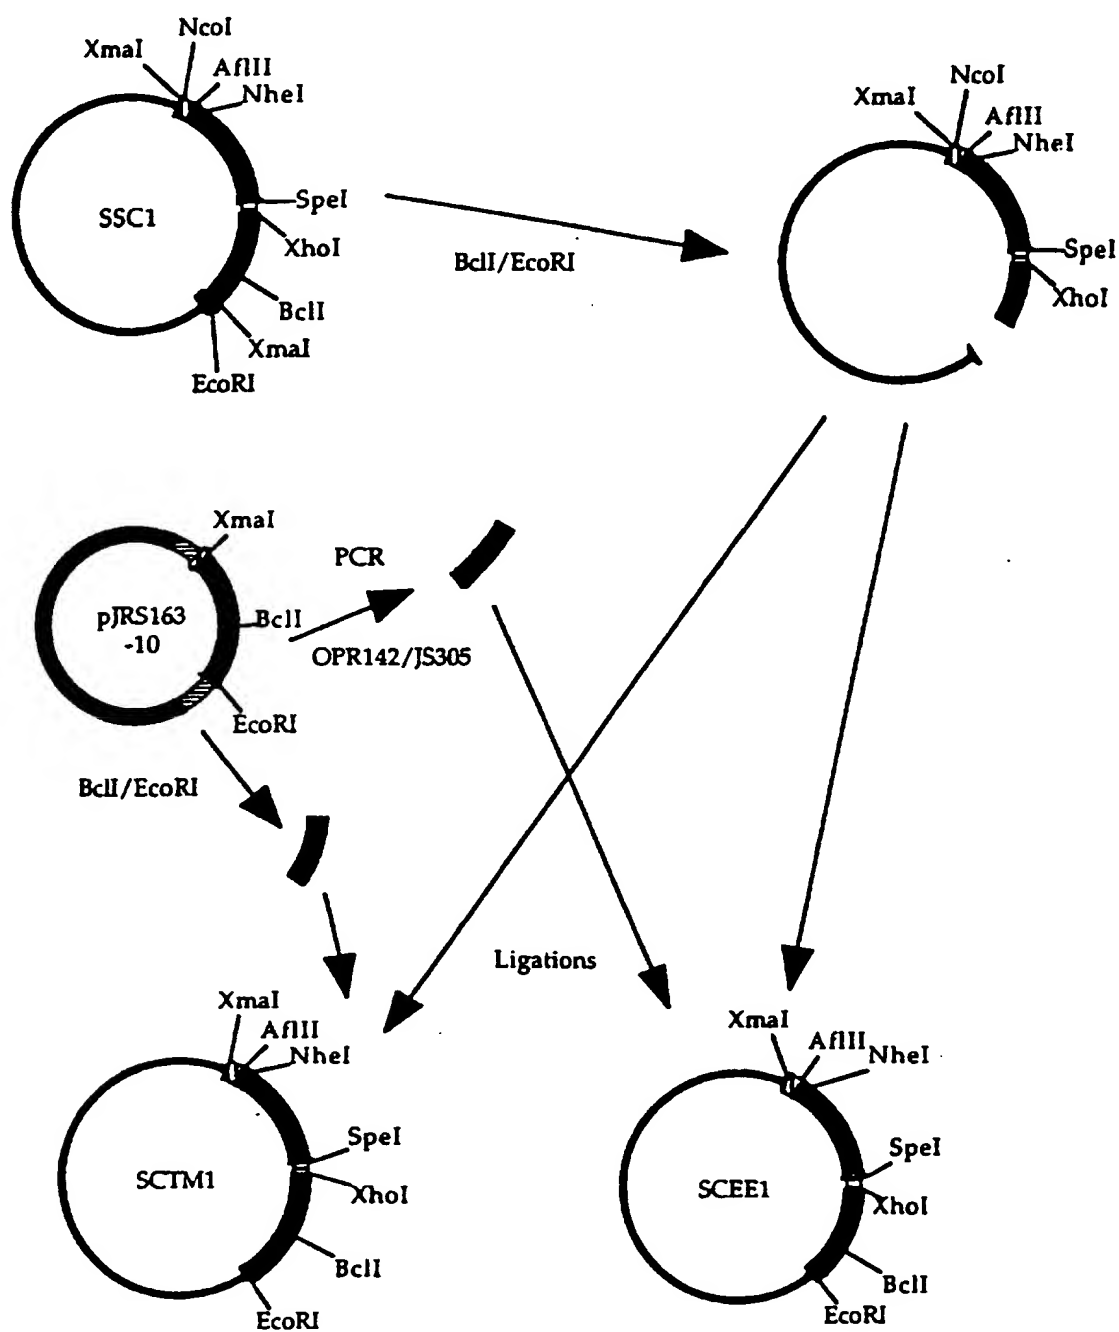 NcoI
XmaI
AflII
NheI
SSC1
SpeI
XhoI
BclI
XmaI
EcoRI
BclI/EcoRI
NcoI
XmaI
AflII
NheI
SpeI
XhoI
XmaI
pJRS163
-10
BclI
EcoRI
PCR
OPR142/JS305
BclI/EcoRI
Ligations
XmaI
AflII
NheI
SCTM1
SpeI
XhoI
BclI
EcoRI
XmaI
AflII
NheI
SCEE1
SpeI
XhoI
BclI
EcoRI